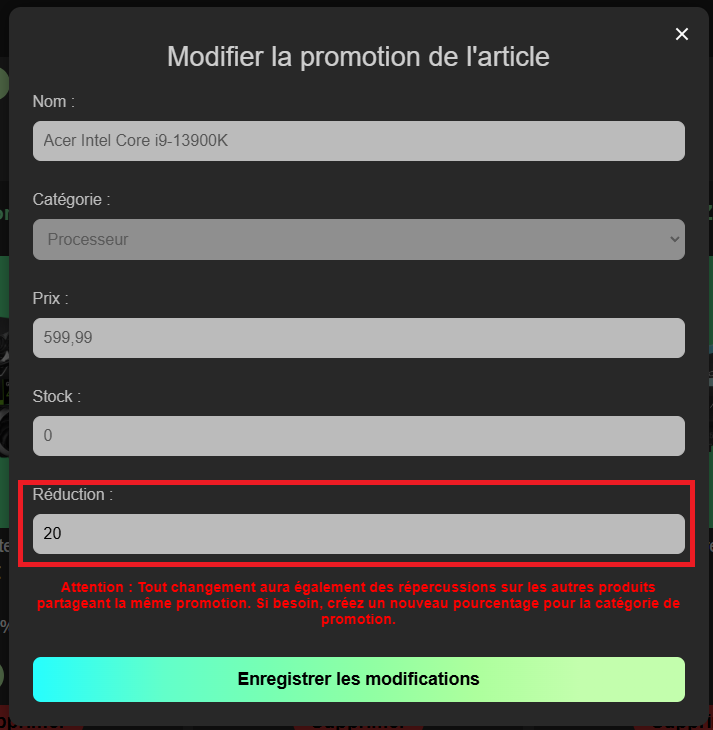 Modifier la promotion de l'article
Nom :
Acer Intel Core i9-13900K
Catégorie :
Processeur
Prix :
599,99
Stock :
0
Réduction :
20
Attention : Tout changement aura également des répercussions sur les autres produits
partageant la même promotion. Si besoin, créez un nouveau pourcentage pour la catégorie de
promotion.
Enregistrer les modifications